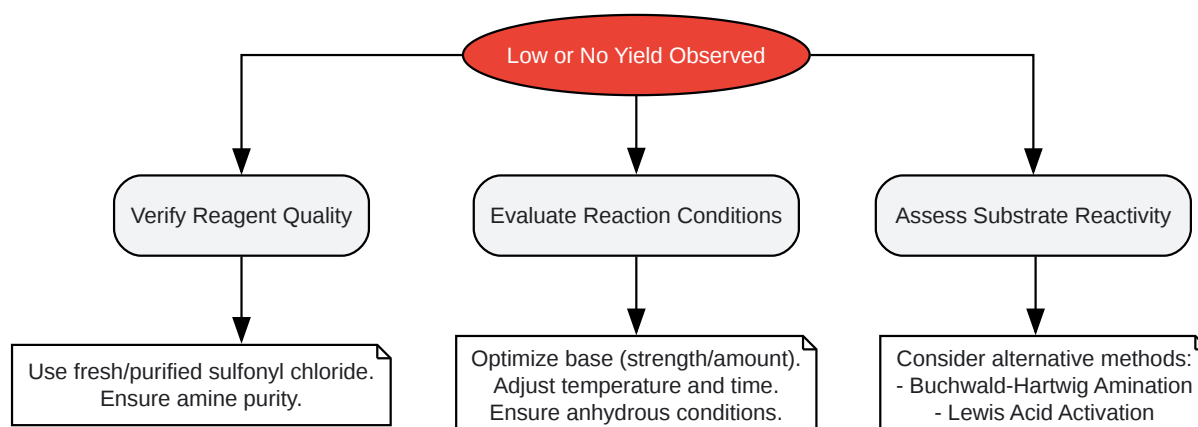 Low or No Yield Observed
Verify Reagent Quality
Evaluate Reaction Conditions
Assess Substrate Reactivity
Use fresh/purified sulfonyl chloride.
Ensure amine purity.
Optimize base (strength/amount).
Adjust temperature and time.
Ensure anhydrous conditions.
Consider alternative methods:
- Buchwald-Hartwig Amination
- Lewis Acid Activation